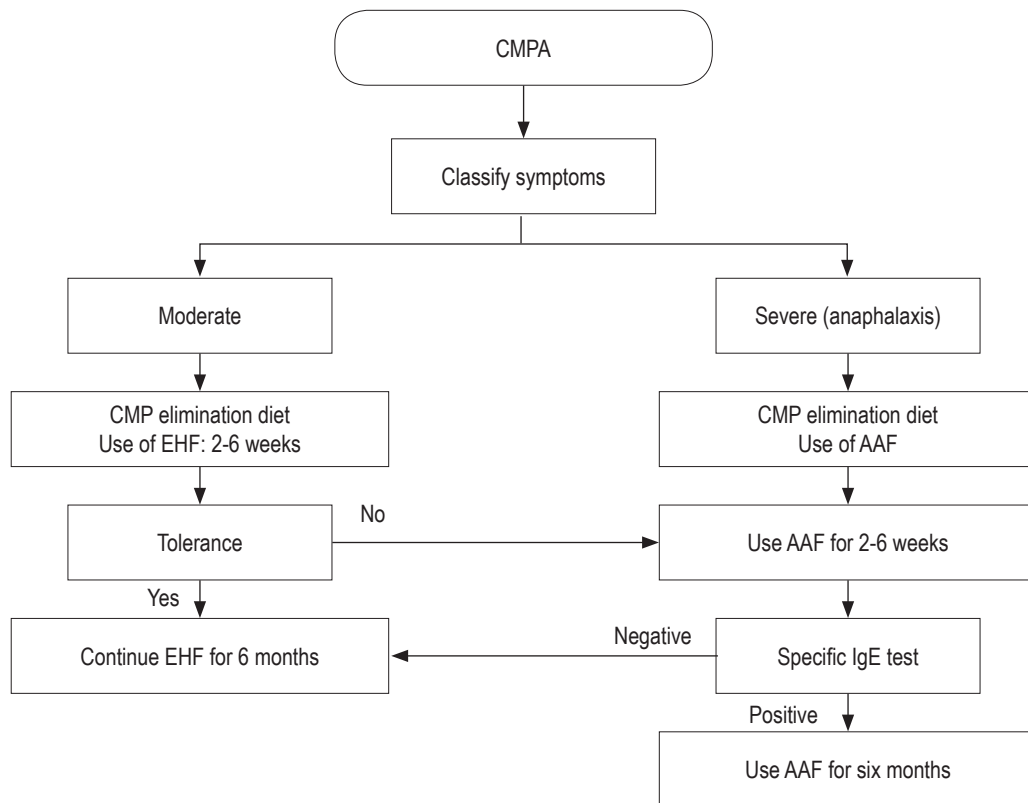 CMPA
Classify symptoms
Moderate
Severe (anaphalaxis)
CMP elimination diet
Use of EHF: 2-6 weeks
CMP elimination diet
Use of AAF
Tolerance
No
Use AAF for 2-6 weeks
Yes
Continue EHF for 6 months
Negative
Specific IgE test
Positive
Use AAF for six months